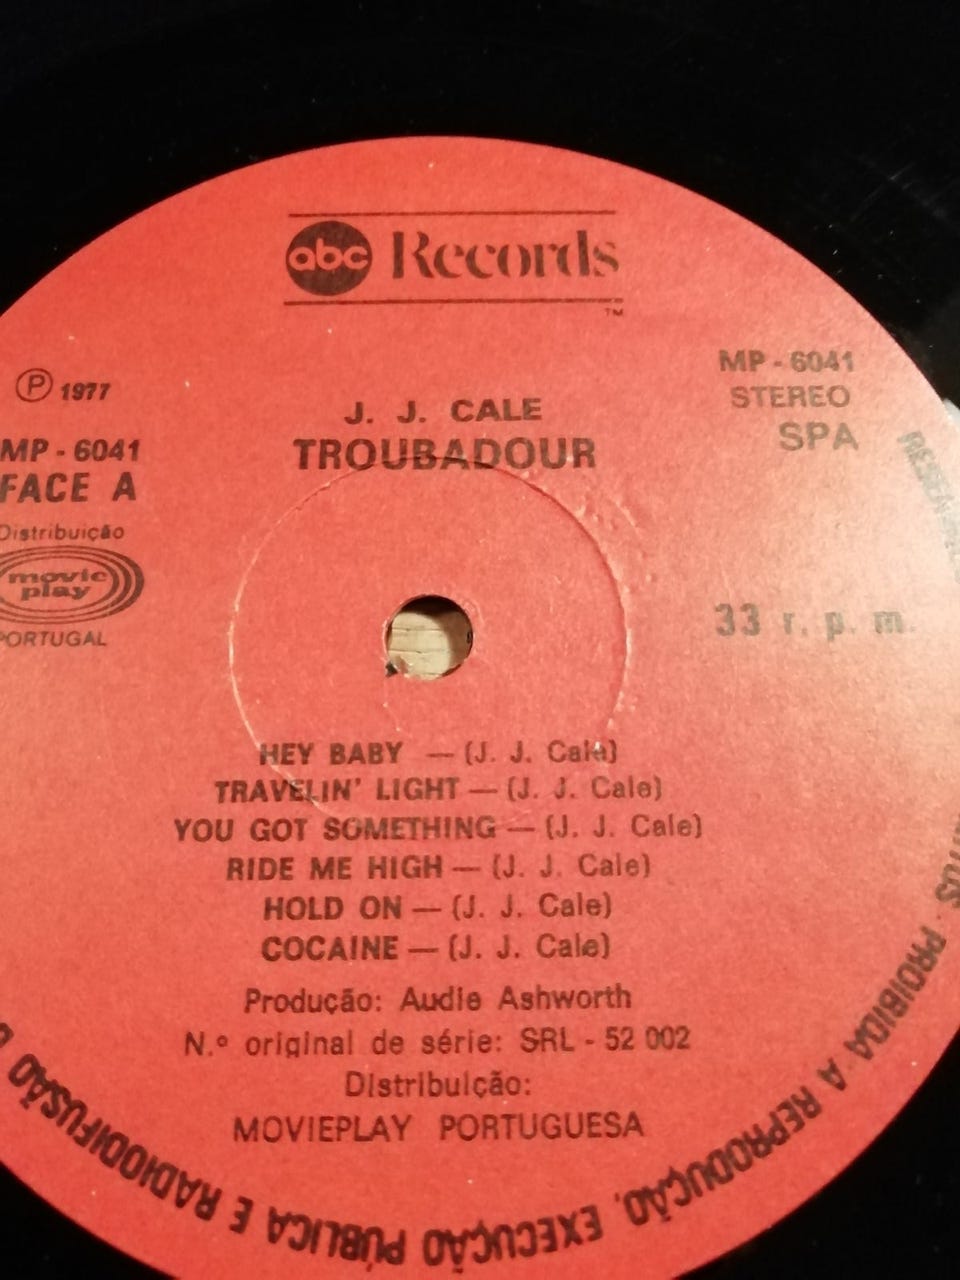 abc Records
TM
Ⓟ 1977
MP - 6041
FACE A
Distribuição
movie
play
PORTUGAL
J. J. CALE
TROUBADOUR
MP - 6041
STEREO
SPA
33 r. p. m.
HEY BABY — (J. J. Cale)
TRAVELIN' LIGHT — (J. J. Cale)
YOU GOT SOMETHING — (J. J. Cale)
RIDE ME HIGH — (J. J. Cale)
HOLD ON — (J. J. Cale)
COCAINE — (J. J. Cale)
Produção: Audie Ashworth
N.º original de série: SRL - 52 002
Distribuição:
MOVIEPLAY PORTUGUESA
PROIBIDA A REPRODUÇÃO, EXECUÇÃO PÚBLICA E RADIODIFUSÃO